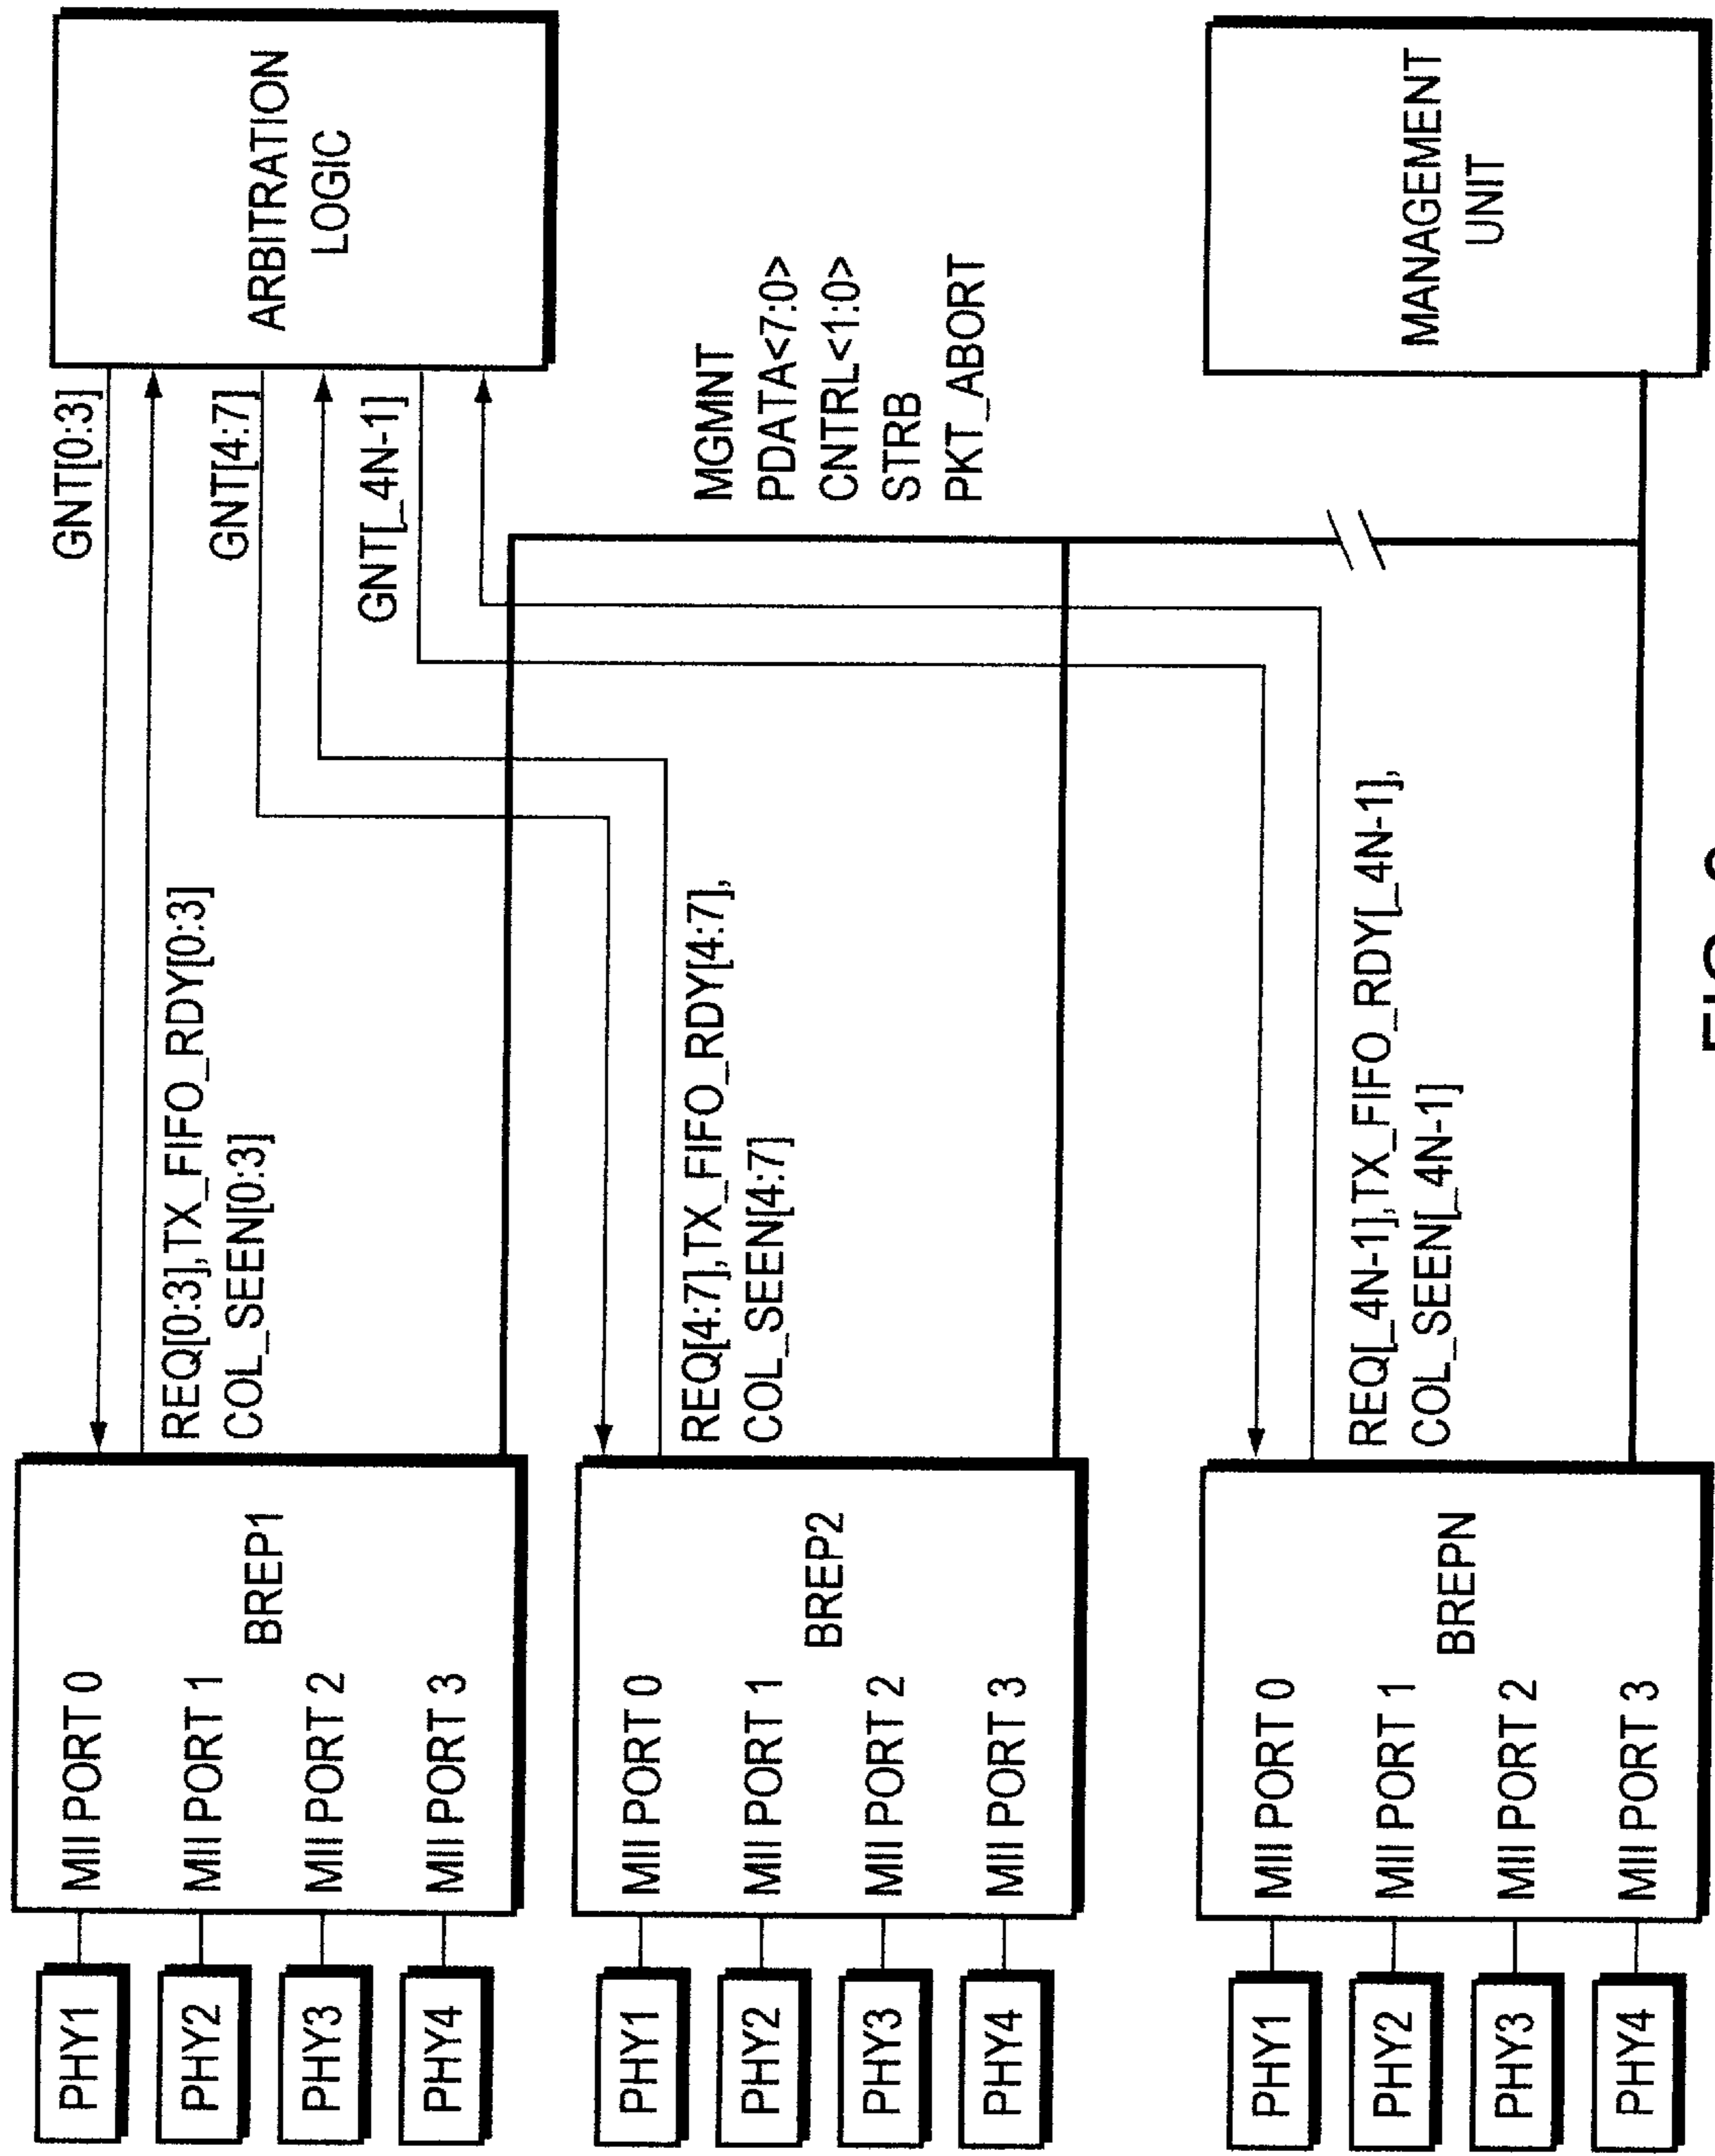 PHY1
PHY2
PHY3
PHY4
MII PORT 0
MII PORT 1
MII PORT 2
MII PORT 3
BREP1
GNT[0:3]
REQ[0:3],TX_FIFO_RDY[0:3]
COL_SEEN[0:3]
GNT[4:7]
GNT[_4N-1]
ARBITRATION
LOGIC
PHY1
PHY2
PHY3
PHY4
MII PORT 0
MII PORT 1
MII PORT 2
MII PORT 3
BREP2
REQ[4:7],TX_FIFO_RDY[4:7],
COL_SEEN[4:7]
MGMNT
PDATA<7:0>
CNTRL<1:0>
STRB
PKT_ABORT
PHY1
PHY2
PHY3
PHY4
MII PORT 0
MII PORT 1
MII PORT 2
MII PORT 3
BREPN
REQ[_4N-1],TX_FIFO_RDY[_4N-1],
COL_SEEN[_4N-1]
MANAGEMENT
UNIT
FIG.